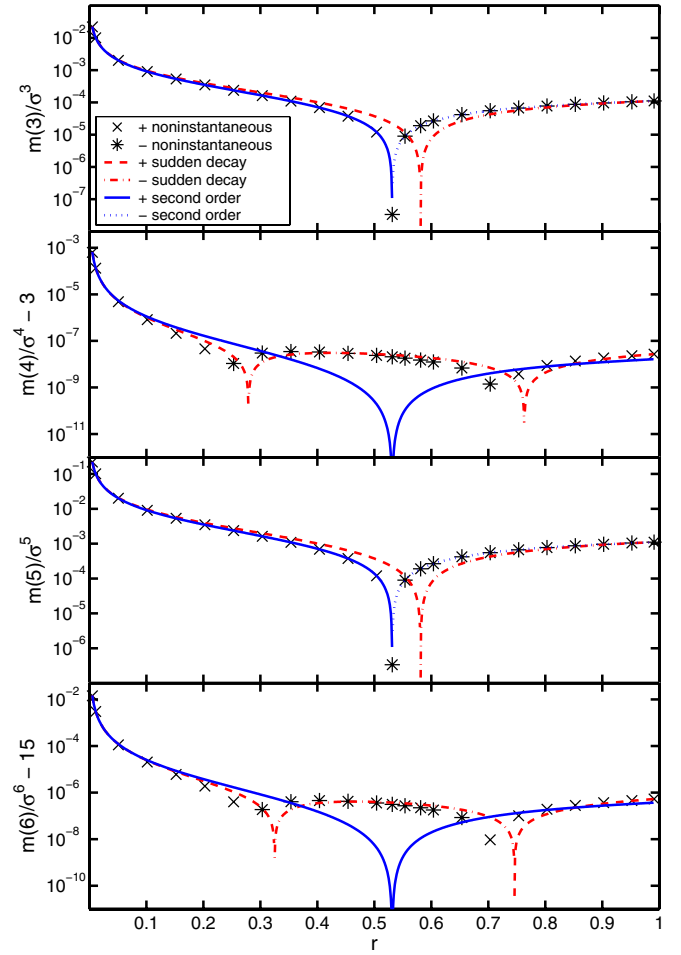 10⁻²
10⁻³
10⁻⁴
10⁻⁵
10⁻⁶
10⁻⁷
m(3)/σ³
+ noninstantaneous
− noninstantaneous
+ sudden decay
− sudden decay
+ second order
− second order
10⁻³
10⁻⁵
10⁻⁷
10⁻⁹
10⁻¹¹
m(4)/σ⁴ − 3
10⁻¹
10⁻²
10⁻³
10⁻⁴
10⁻⁵
10⁻⁶
m(5)/σ⁵
10⁻²
10⁻⁴
10⁻⁶
10⁻⁸
10⁻¹⁰
m(6)/σ⁶ − 15
0.1 0.2 0.3 0.4 0.5 0.6 0.7 0.8 0.9 1
r